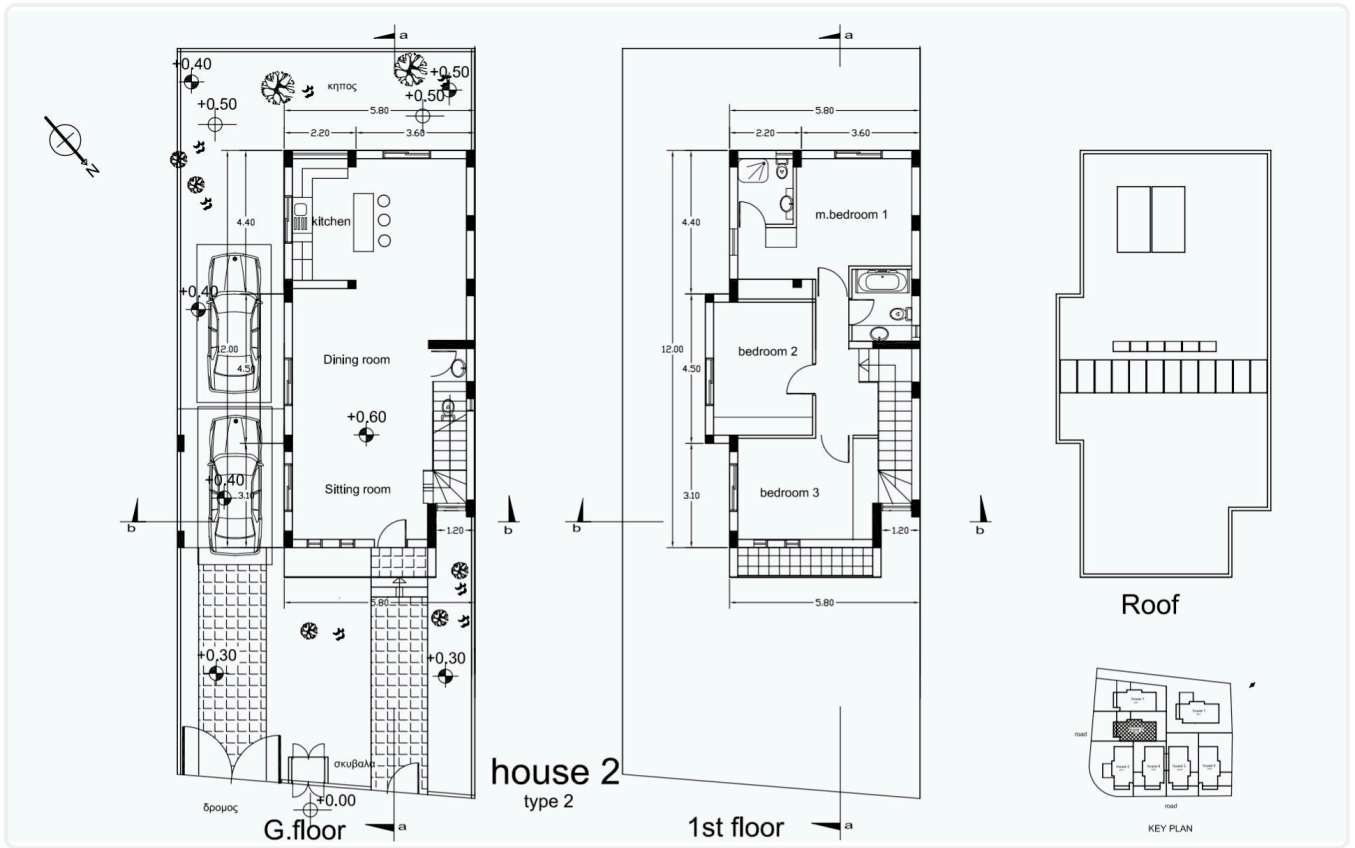 a
+0.40
+0.50
κηπος
+0.50
+0.50
5.80
2.20
3.60
N
4.40
kitchen
+0.40
12.00
4.50
Dining room
+0.60
+0.40
3.10
Sitting room
b
b
1.20
5.80
+0.30
+0.30
σκυβαλα
δρομος
+0.00
a
G.floor
house 2
type 2
a
5.80
2.20
3.60
4.40
m.bedroom 1
12.00
4.50
bedroom 2
3.10
bedroom 3
b
b
1.20
5.80
a
1st floor
Roof
road
road
KEY PLAN